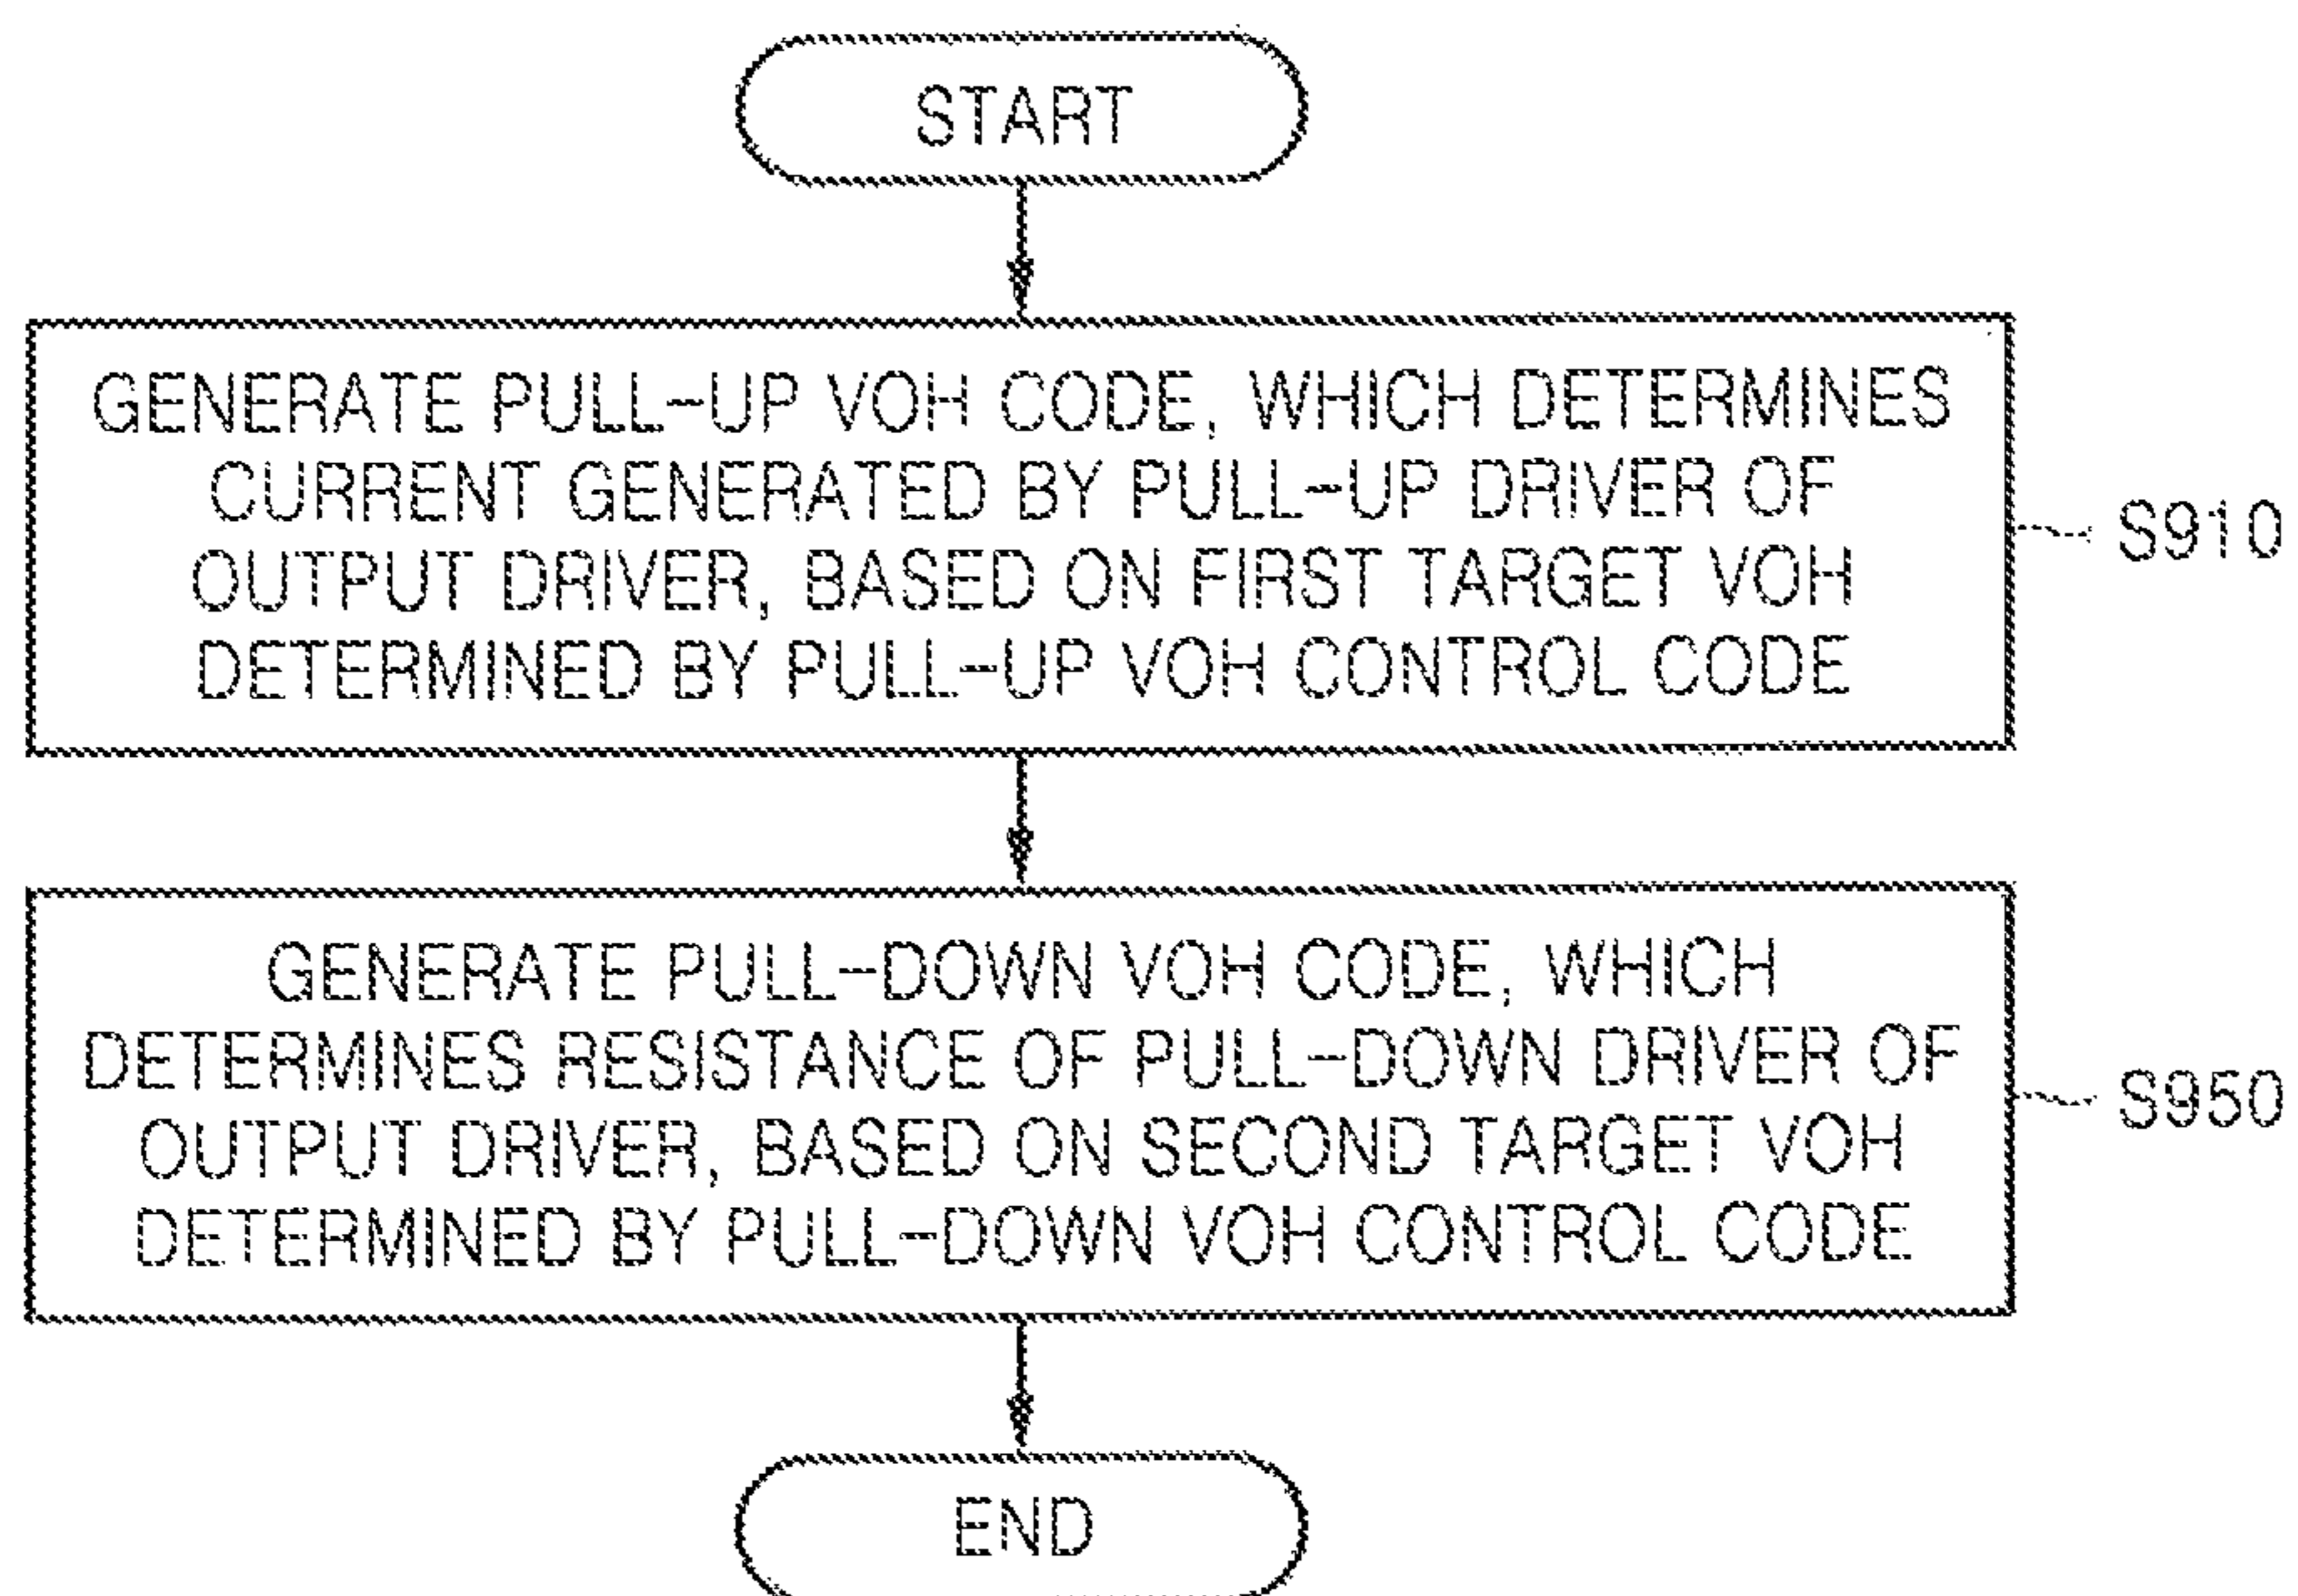 START
GENERATE PULL-UP VOH CODE, WHICH DETERMINES
CURRENT GENERATED BY PULL-UP DRIVER OF
OUTPUT DRIVER, BASED ON FIRST TARGET VOH
DETERMINED BY PULL-UP VOH CONTROL CODE
S910
GENERATE PULL-DOWN VOH CODE, WHICH
DETERMINES RESISTANCE OF PULL-DOWN DRIVER OF
OUTPUT DRIVER, BASED ON SECOND TARGET VOH
DETERMINED BY PULL-DOWN VOH CONTROL CODE
S950
END